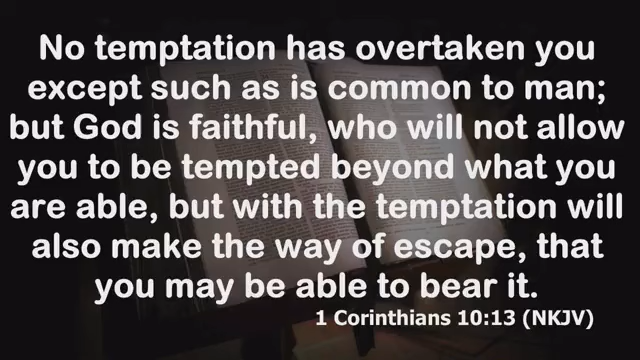 No temptation has overtaken you
except such as is common to man;
but God is faithful, who will not allow
you to be tempted beyond what you
are able, but with the temptation will
also make the way of escape, that
you may be able to bear it.
1 Corinthians 10:13 (NKJV)